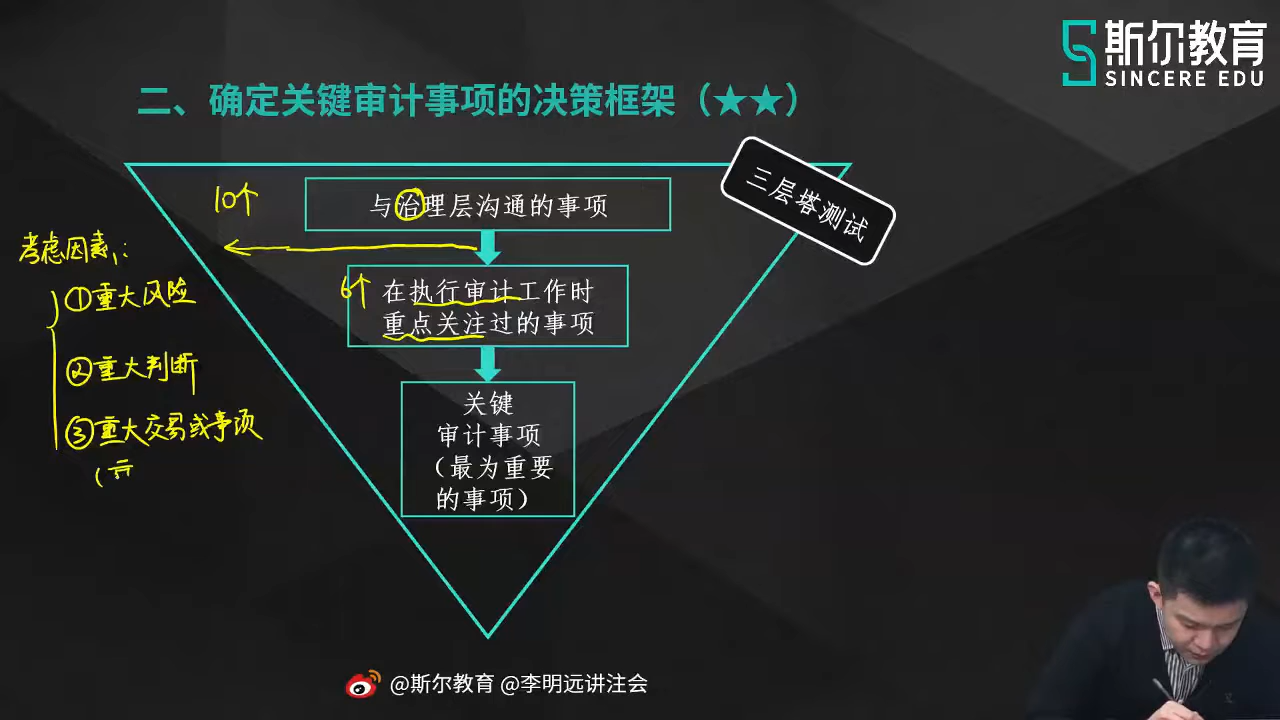 斯尔教育
SINCERE EDU
二、确定关键审计事项的决策框架（★★）
三层塔测试
10个
与治理层沟通的事项
考虑因素，：
6个
在执行审计工作时
重点关注过的事项
①重大风险
②重大判断
③重大交易或事项
关键
审计事项
（最为重要
的事项）
@斯尔教育 @李明远讲注会